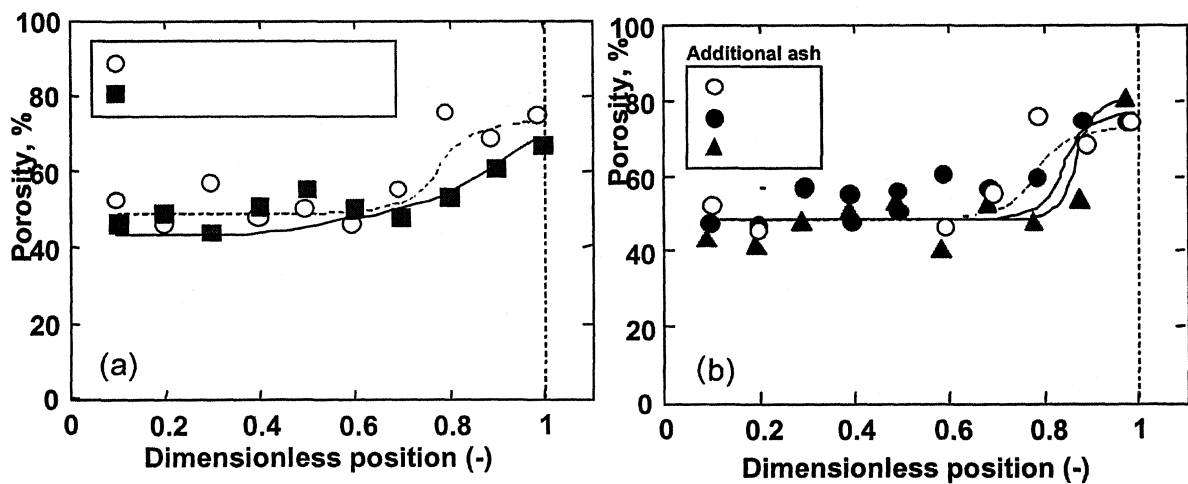 100
80
60
40
20
0
Porosity, %
(a)
0 0.2 0.4 0.6 0.8 1
Dimensionless position (-)
100
80
60
40
20
0
Porosity, %
Additional ash
(b)
0 0.2 0.4 0.6 0.8 1
Dimensionless position (-)